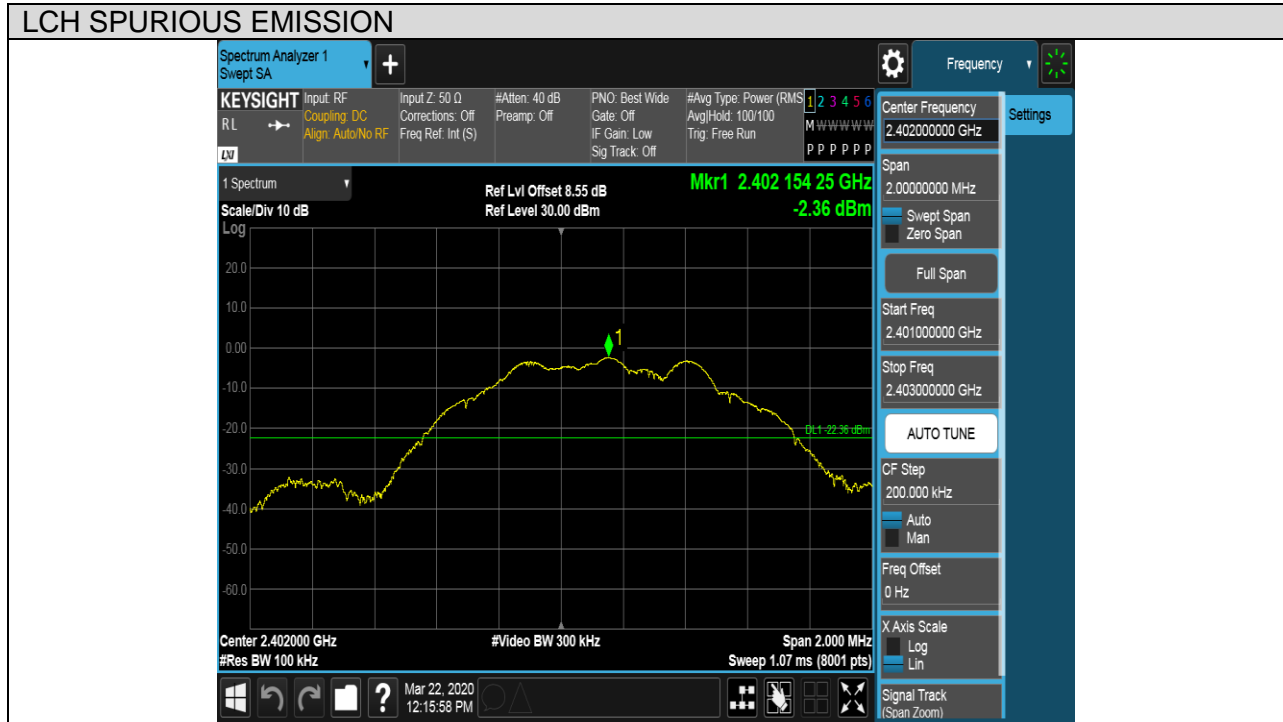 LCH SPURIOUS EMISSION
Spectrum Analyzer 1
Swept SA
+
Frequency
KEYSIGHT
RL
LXI
Input: RF
Coupling: DC
Align: Auto/No RF
Input Z: 50 Ω
Corrections: Off
Freq Ref: Int (S)
#Atten: 40 dB
Preamp: Off
PNO: Best Wide
Gate: Off
IF Gain: Low
Sig Track: Off
#Avg Type: Power (RMS
Avg|Hold: 100/100
Trig: Free Run
1 2 3 4 5 6
M W W W W W
P P P P P P
Center Frequency
2.402000000 GHz
Settings
1 Spectrum
Scale/Div 10 dB
Ref Lvl Offset 8.55 dB
Ref Level 30.00 dBm
Mkr1 2.402 154 25 GHz
-2.36 dBm
Log
20.0
10.0
0.00
-10.0
-20.0
-30.0
-40.0
-50.0
-60.0
1
DL1 -22.36 dBm
Center 2.402000 GHz
#Res BW 100 kHz
#Video BW 300 kHz
Span 2.000 MHz
Sweep 1.07 ms (8001 pts)
Span
2.00000000 MHz
Swept Span
Zero Span
Full Span
Start Freq
2.401000000 GHz
Stop Freq
2.403000000 GHz
AUTO TUNE
CF Step
200.000 kHz
Auto
Man
Freq Offset
0 Hz
X Axis Scale
Log
Lin
Signal Track
(Span Zoom)
?
Mar 22, 2020
12:15:58 PM